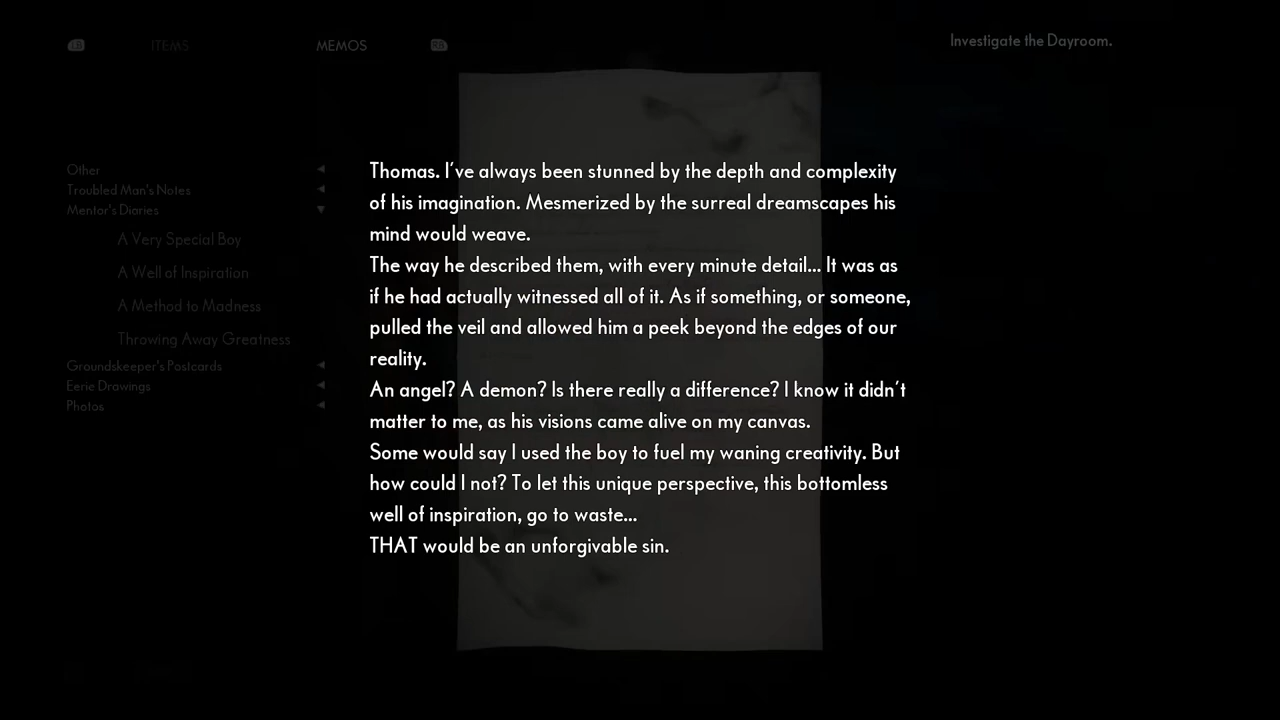 LB ITEMS MEMOS RB
Investigate the Dayroom.
Other
Troubled Man's Notes
Mentor's Diaries
A Very Special Boy
A Well of Inspiration
A Method to Madness
Throwing Away Greatness
Groundskeeper's Postcards
Eerie Drawings
Photos
Thomas. I've always been stunned by the depth and complexity
of his imagination. Mesmerized by the surreal dreamscapes his
mind would weave.
The way he described them, with every minute detail... It was as
if he had actually witnessed all of it. As if something, or someone,
pulled the veil and allowed him a peek beyond the edges of our
reality.
An angel? A demon? Is there really a difference? I know it didn't
matter to me, as his visions came alive on my canvas.
Some would say I used the boy to fuel my waning creativity. But
how could I not? To let this unique perspective, this bottomless
well of inspiration, go to waste...
THAT would be an unforgivable sin.